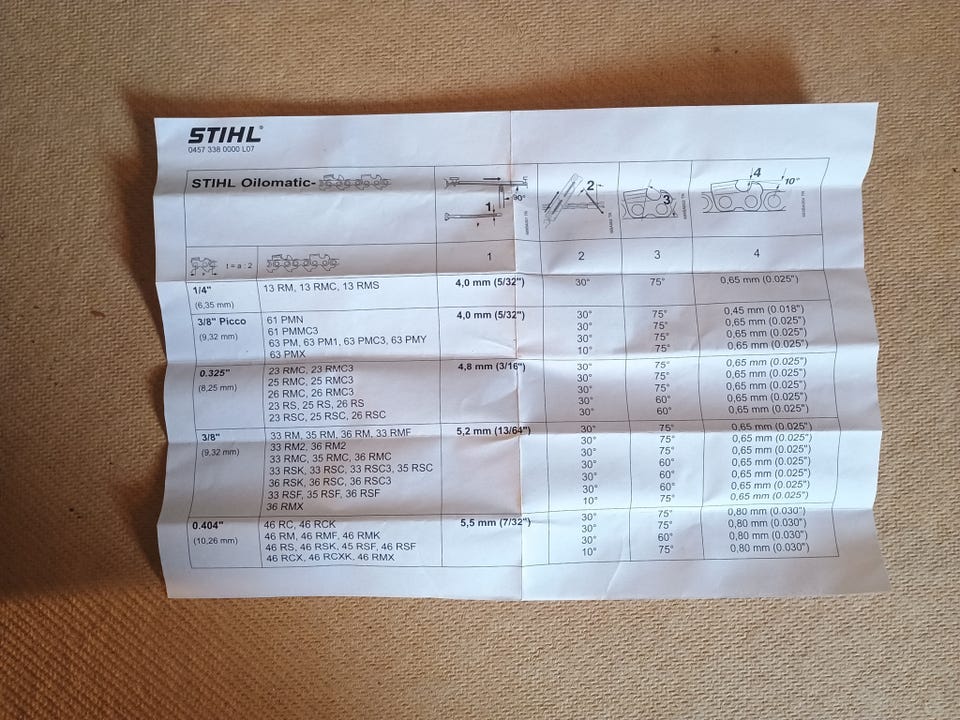 STIHL®
0457 338 0000 L07
STIHL Oilomatic-
1
90°
2
3
4
10°
t = a : 2
1
2
3
4
1/4" 13 RM, 13 RMC, 13 RMS 4,0 mm (5/32") 30° 75° 0,65 mm (0.025")
(6,35 mm)
3/8" Picco 61 PMN 4,0 mm (5/32") 30° 75° 0,45 mm (0.018")
(9,32 mm) 61 PMMC3 30° 75° 0,65 mm (0.025")
63 PM, 63 PM1, 63 PMC3, 63 PMY 30° 75° 0,65 mm (0.025")
63 PMX 10° 75° 0,65 mm (0.025")
0.325" 23 RMC, 23 RMC3 4,8 mm (3/16") 30° 75° 0,65 mm (0.025")
(8,25 mm) 25 RMC, 25 RMC3 30° 75° 0,65 mm (0.025")
26 RMC, 26 RMC3 30° 75° 0,65 mm (0.025")
23 RS, 25 RS, 26 RS 30° 60° 0,65 mm (0.025")
23 RSC, 25 RSC, 26 RSC 30° 60° 0,65 mm (0.025")
3/8" 33 RM, 35 RM, 36 RM, 33 RMF 5,2 mm (13/64") 30° 75° 0,65 mm (0.025")
(9,32 mm) 33 RM2, 36 RM2 30° 75° 0,65 mm (0.025")
33 RMC, 35 RMC, 36 RMC 30° 75° 0,65 mm (0.025")
33 RSK, 33 RSC, 33 RSC3, 35 RSC 30° 60° 0,65 mm (0.025")
36 RSK, 36 RSC, 36 RSC3 30° 60° 0,65 mm (0.025")
33 RSF, 35 RSF, 36 RSF 30° 60° 0,65 mm (0.025")
36 RMX 10° 75° 0,65 mm (0.025")
0.404" 46 RC, 46 RCK 5,5 mm (7/32") 30° 75° 0,80 mm (0.030")
(10,26 mm) 46 RM, 46 RMF, 46 RMK 30° 75° 0,80 mm (0.030")
46 RS, 46 RSK, 45 RSF, 46 RSF 30° 60° 0,80 mm (0.030")
46 RCX, 46 RCXK, 46 RMX 10° 75° 0,80 mm (0.030")